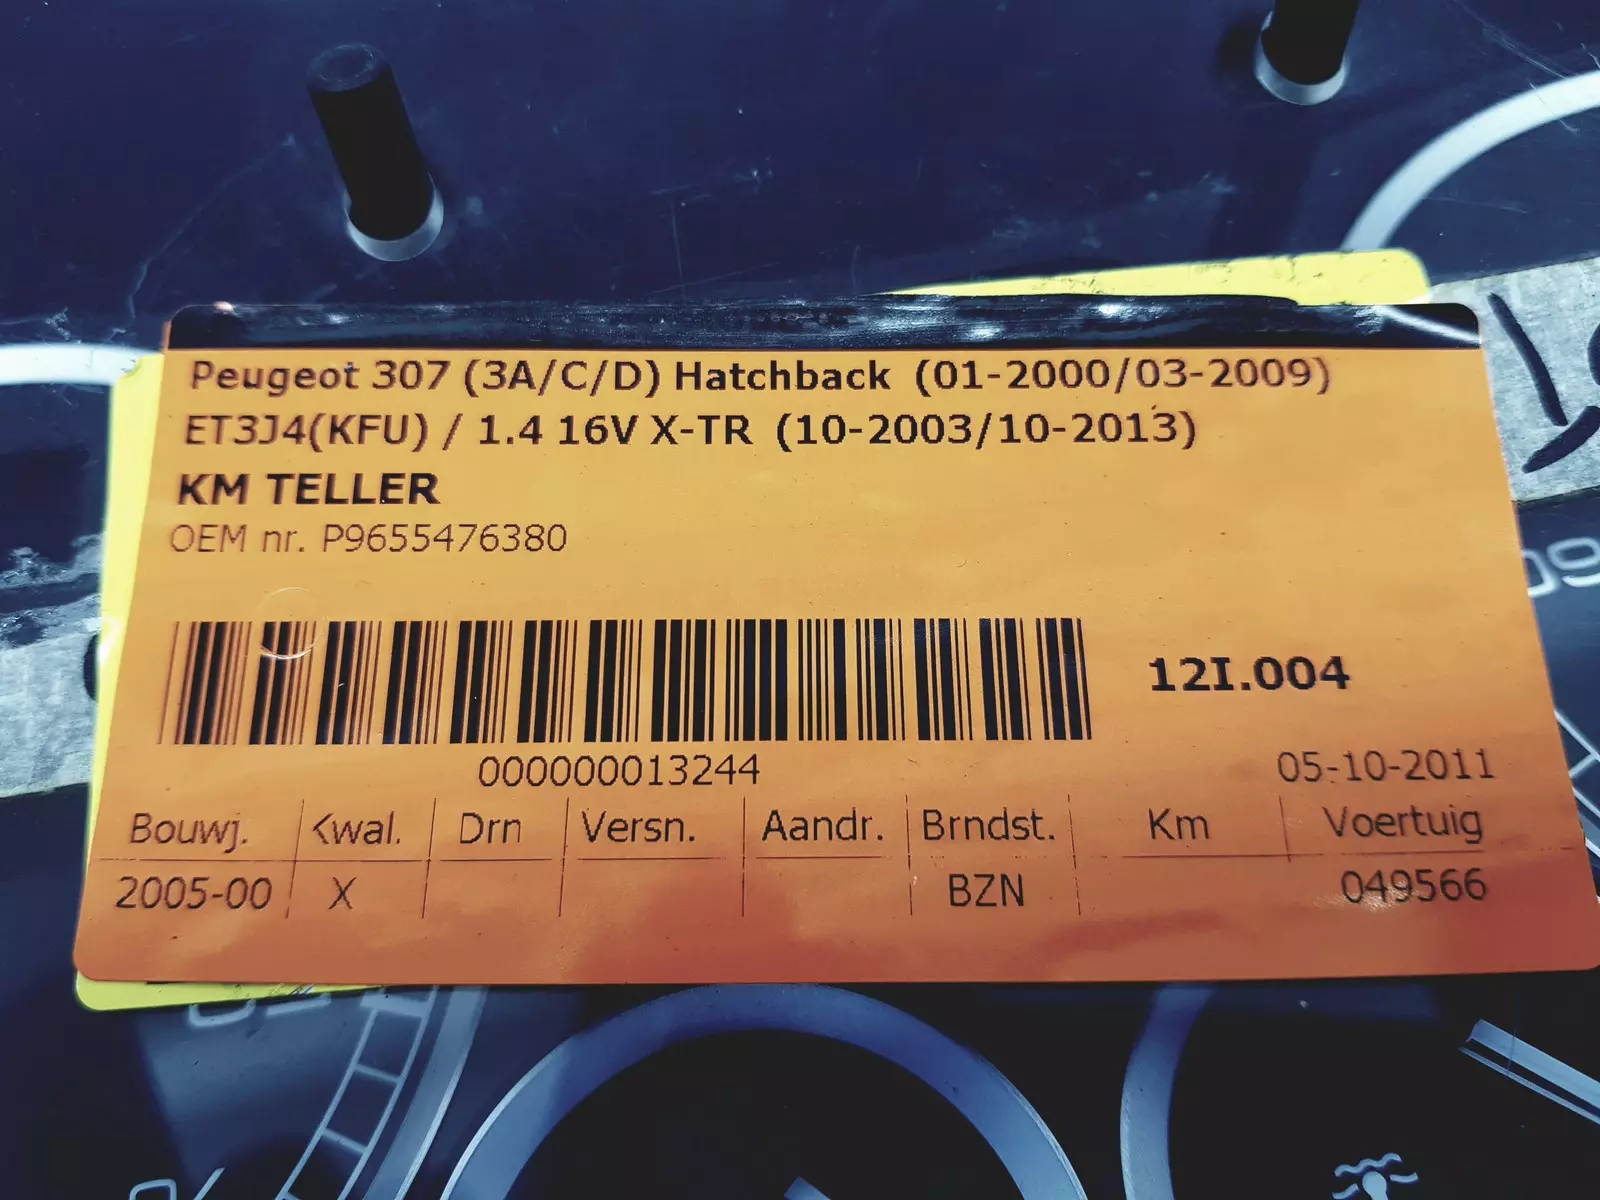 Peugeot 307 (3A/C/D) Hatchback (01-2000/03-2009)
ET3J4(KFU) / 1.4 16V X-TR (10-2003/10-2013)
KM TELLER
OEM nr. P9655476380
12I.004
000000013244
05-10-2011
Bouwj. Kwal. Drn Versn. Aandr. Brndst. Km Voertuig
2005-00 X BZN 049566